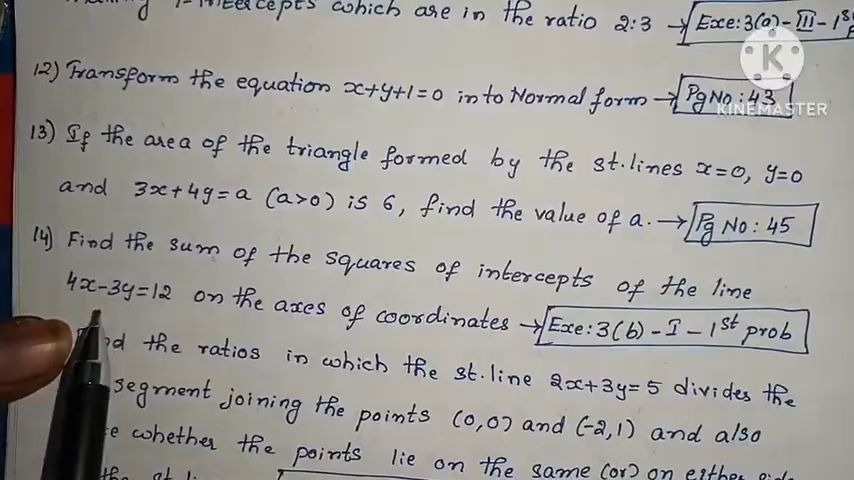 Intercepts which are in the ratio 2:3 → Exe: 3(a)-III-1st
12) Transform the equation x+y+1=0 into Normal form → Pg No: 43
K
KINEMASTER
13) If the area of the triangle formed by the st.lines x=0, y=0
and 3x+4y=a (a>0) is 6, find the value of a. → Pg No: 45
14) Find the sum of the squares of intercepts of the line
4x-3y=12 on the axes of coordinates → Exe: 3(b)-I-1st prob
the ratios in which the st.line 2x+3y=5 divides the
segment joining the points (0,0) and (-2,1) and also
whether the points lie on the same (or) on either side